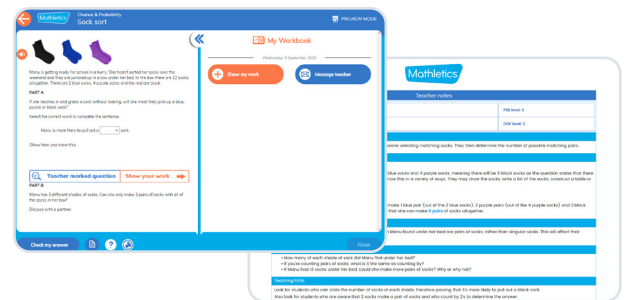 Mathletics
Chance & Probability
Sock sort
PREVIEW MODE
Manu is getting ready for school in a hurry. She hasn't sorted her socks over the
weekend and they are jumbled up in a box under her bed. In the box there are 12 socks
altogether. There are 2 blue socks, 4 purple socks and the rest are black.
PART A
If she reaches in and grabs a sock without looking, will she most likely pick up a blue,
purple or black sock?
Select the correct word to complete the sentence.
Manu is more likely to pull out a
sock.
Show how you know this.
Teacher marked question
Show your work
PART B
Manu has 3 different shades of socks. Can she only make 3 pairs of socks with all of
the socks in her box?
Discuss with a partner.
Check my answer
?
My Workbook
Wednesday, 9 September, 2020
Show my work
Message teacher
Finish
Mathletics
Teacher notes
PSR level: 2
DOK level: 2
where selecting matching socks. They then determine the number of possible matching pairs.
blue socks and 4 purple socks, meaning there will be 6 black socks as the question states that there
how this in a variety of ways. They may draw the socks, write a list of the socks, construct a table or
make 1 blue pair (out of the 2 blue socks), 2 purple pairs (out of the 4 purple socks) and 3 black
that she can make 6 pairs of socks altogether.
Manu found under her bed are pairs of socks, rather than singular socks. This will affect their
• How many of each shade of sock did Manu find under her bed?
• If you're counting pairs of socks, what is it the same as counting by?
• If Manu had 13 socks under her bed, could she make more pairs of socks? Why or why not?
Teaching hints
Look for students who can state the number of socks of each shade, therefore proving that it's more likely to pull out a black sock.
Also look for students who are aware that 2 socks make a pair of socks and who count by 2's to determine the answer.